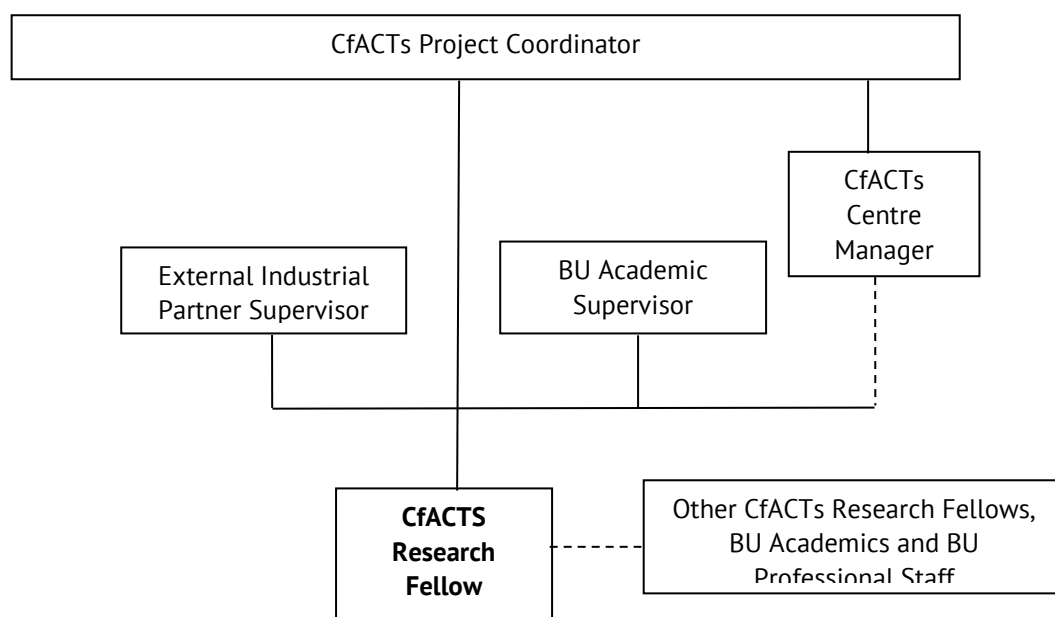 CfACTs Project Coordinator
CfACTs
Centre
Manager
External Industrial
Partner Supervisor
BU Academic
Supervisor
CfACTS
Research
Fellow
Other CfACTs Research Fellows,
BU Academics and BU
Professional Staff